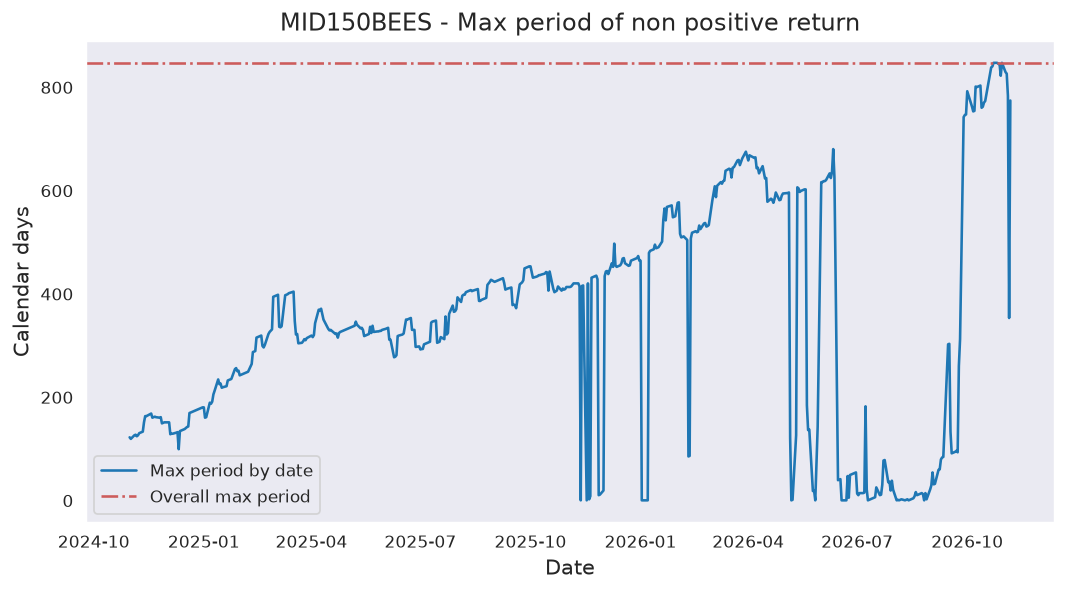 MID150BEES - Max period of non positive return
Calendar days
800
600
400
200
0
Max period by date
Overall max period
2024-10 2025-01 2025-04 2025-07 2025-10 2026-01 2026-04 2026-07 2026-10
Date